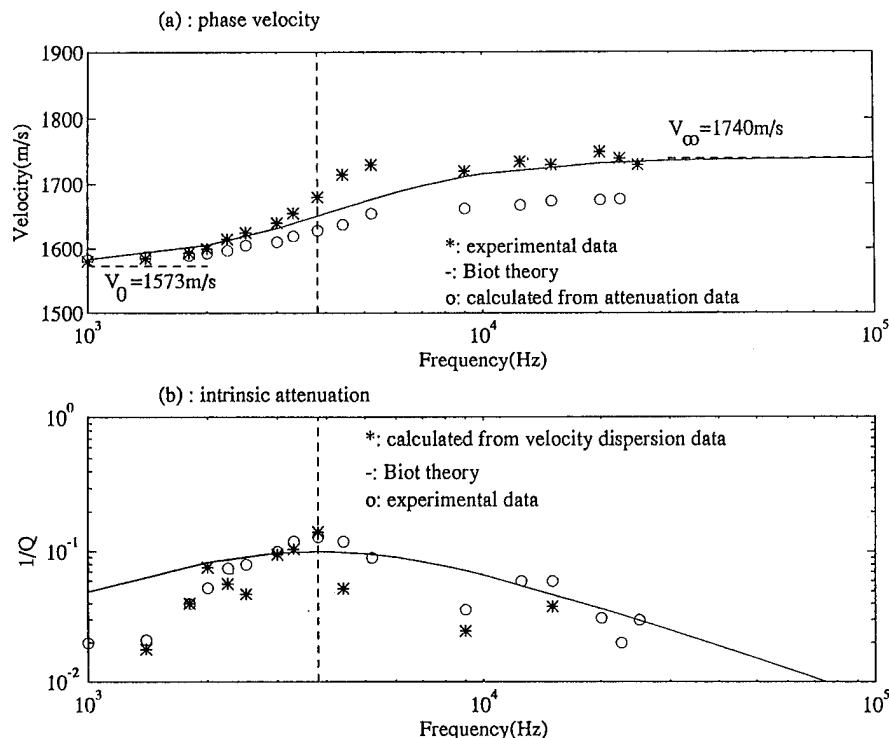 (a) : phase velocity
1900
1800
1700
1600
1500
Velocity(m/s)
V∞=1740m/s
*: experimental data
-: Biot theory
o: calculated from attenuation data
V0=1573m/s
10^3
10^4
10^5
Frequency(Hz)
(b) : intrinsic attenuation
10^0
10^-1
10^-2
1/Q
*: calculated from velocity dispersion data
-: Biot theory
o: experimental data
10^3
10^4
10^5
Frequency(Hz)